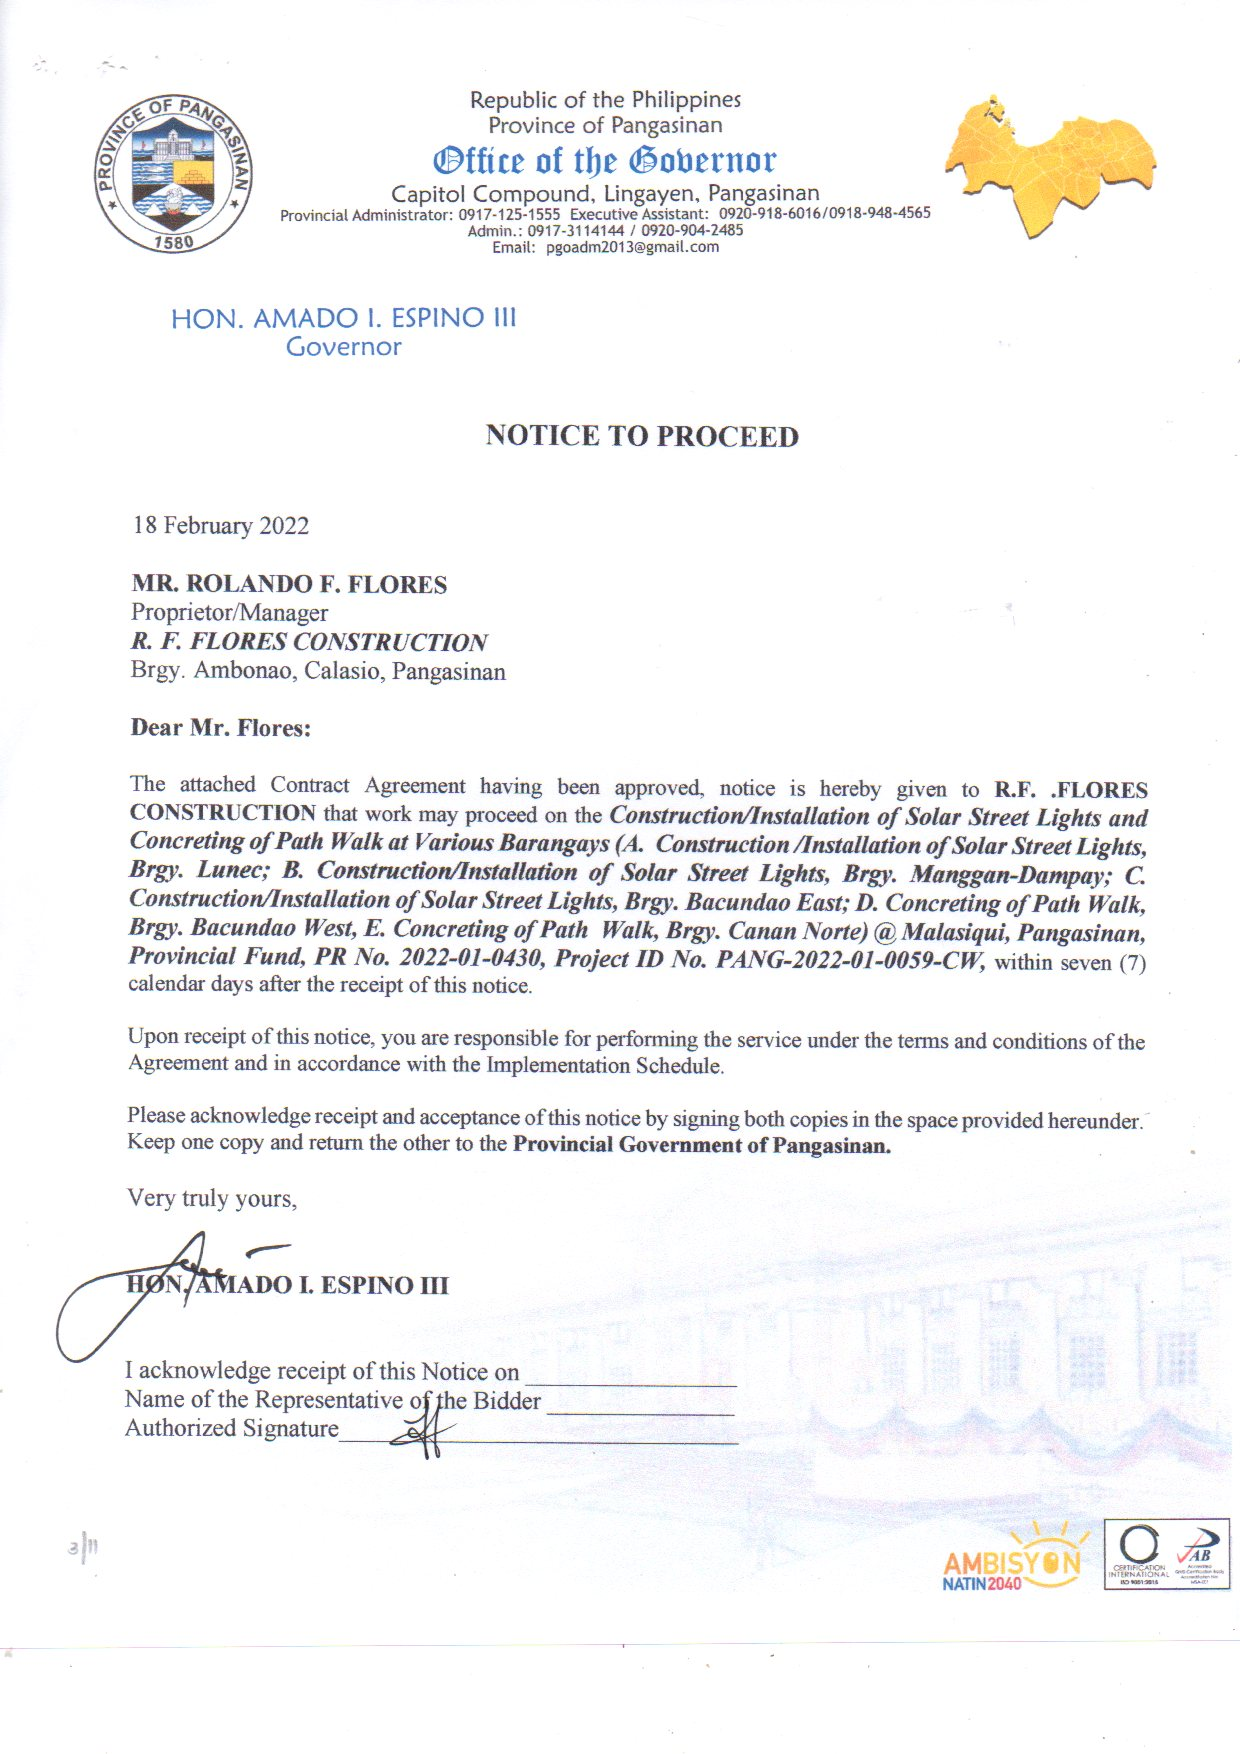 PROVINCE OF PANGASINAN
1580
Republic of the Philippines
Province of Pangasinan
Office of the Governor
Capitol Compound, Lingayen, Pangasinan
Provincial Administrator: 0917-125-1555 Executive Assistant: 0920-918-6016/0918-948-4565
Admin.: 0917-3114144 / 0920-904-2485
Email: pgoadm2013@gmail.com
HON. AMADO I. ESPINO III
Governor
NOTICE TO PROCEED
18 February 2022
MR. ROLANDO F. FLORES
Proprietor/Manager
R. F. FLORES CONSTRUCTION
Brgy. Ambonao, Calasio, Pangasinan
Dear Mr. Flores:
The attached Contract Agreement having been approved, notice is hereby given to R.F. .FLORES
CONSTRUCTION that work may proceed on the Construction/Installation of Solar Street Lights and
Concreting of Path Walk at Various Barangays (A. Construction /Installation of Solar Street Lights,
Brgy. Lunec; B. Construction/Installation of Solar Street Lights, Brgy. Manggan-Dampay; C.
Construction/Installation of Solar Street Lights, Brgy. Bacundao East; D. Concreting of Path Walk,
Brgy. Bacundao West, E. Concreting of Path Walk, Brgy. Canan Norte) @ Malasiqui, Pangasinan,
Provincial Fund, PR No. 2022-01-0430, Project ID No. PANG-2022-01-0059-CW, within seven (7)
calendar days after the receipt of this notice.
Upon receipt of this notice, you are responsible for performing the service under the terms and conditions of the
Agreement and in accordance with the Implementation Schedule.
Please acknowledge receipt and acceptance of this notice by signing both copies in the space provided hereunder.
Keep one copy and return the other to the Provincial Government of Pangasinan.
Very truly yours,
HON. AMADO I. ESPINO III
I acknowledge receipt of this Notice on
Name of the Representative of the Bidder
Authorized Signature
3/11
AMBISYON
NATIN 2040
CERTIFICATION
INTERNATIONAL
ISO 9001:2015
AB